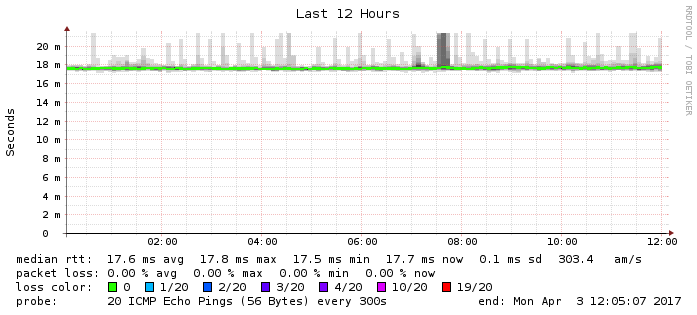 Last 12 Hours
RRDTOOL / TOBI OETIKER
Seconds
20 m
18 m
16 m
14 m
12 m
10 m
8 m
6 m
4 m
2 m
0
02:00 04:00 06:00 08:00 10:00 12:00
median rtt: 17.6 ms avg 17.8 ms max 17.5 ms min 17.7 ms now 0.1 ms sd 303.4 am/s
packet loss: 0.00 % avg 0.00 % max 0.00 % min 0.00 % now
loss color: 0 1/20 2/20 3/20 4/20 10/20 19/20
probe: 20 ICMP Echo Pings (56 Bytes) every 300s end: Mon Apr 3 12:05:07 2017